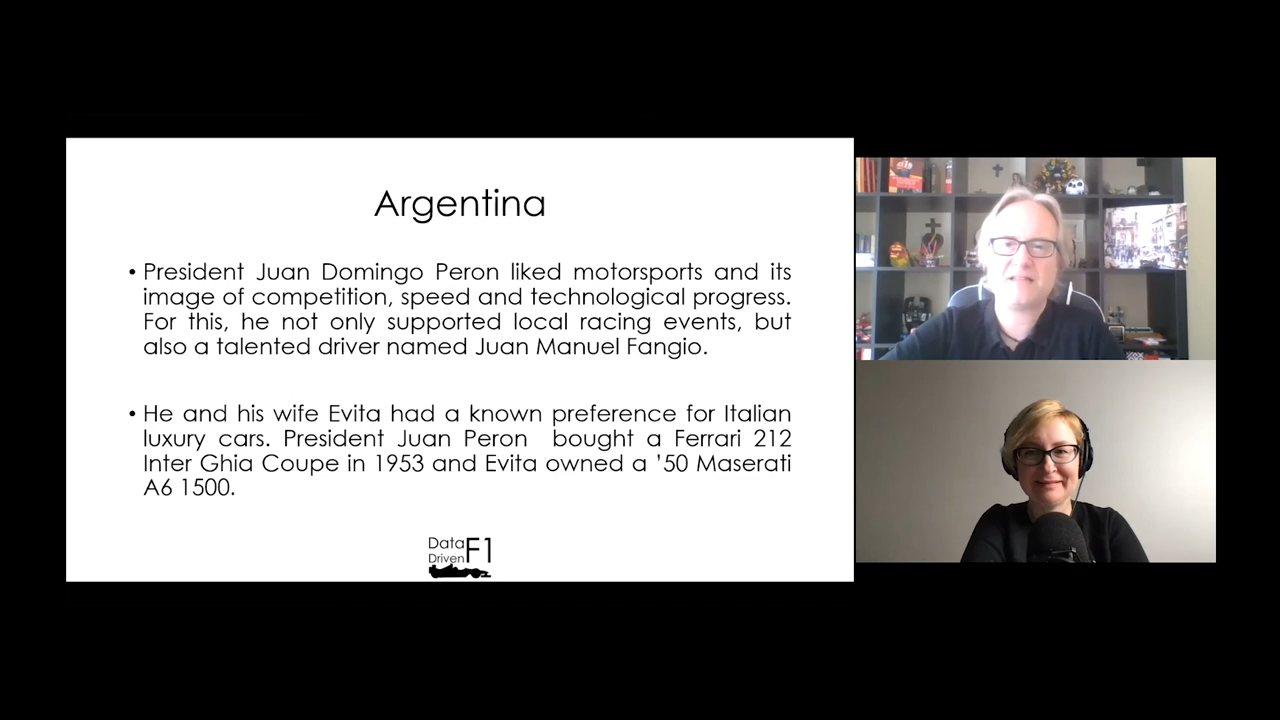 Argentina
• President Juan Domingo Peron liked motorsports and its
image of competition, speed and technological progress.
For this, he not only supported local racing events, but
also a talented driver named Juan Manuel Fangio.
• He and his wife Evita had a known preference for Italian
luxury cars. President Juan Peron bought a Ferrari 212
Inter Ghia Coupe in 1953 and Evita owned a ’50 Maserati
A6 1500.
Data
Driven
F1